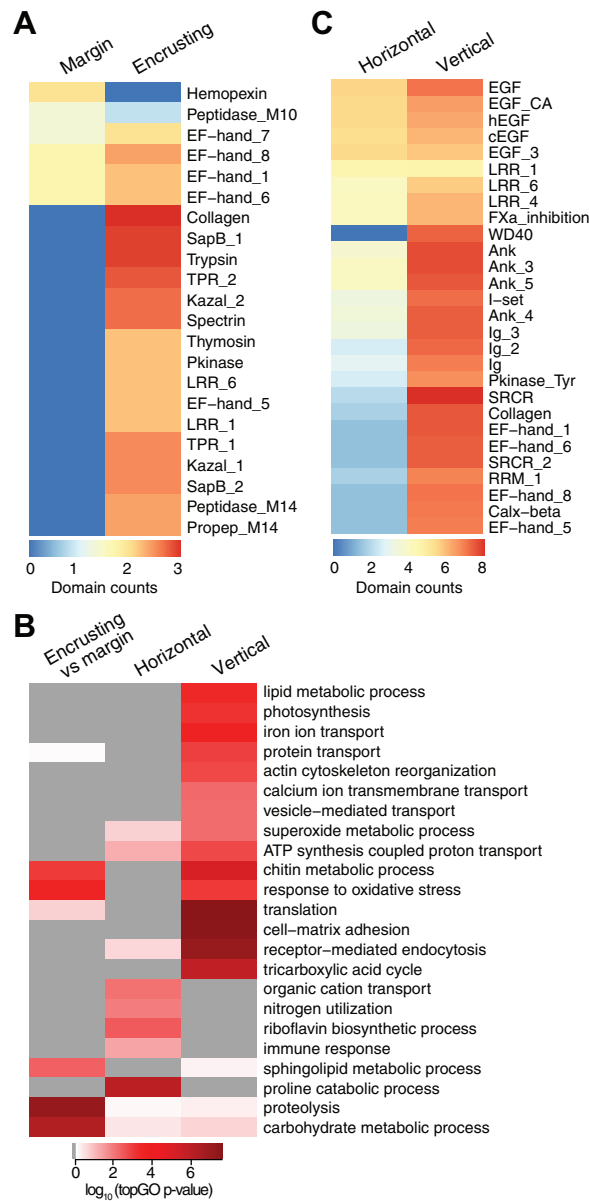 A
Margin
Encrusting
Hemopexin
Peptidase_M10
EF−hand_7
EF−hand_8
EF−hand_1
EF−hand_6
Collagen
SapB_1
Trypsin
TPR_2
Kazal_2
Spectrin
Thymosin
Pkinase
LRR_6
EF−hand_5
LRR_1
TPR_1
Kazal_1
SapB_2
Peptidase_M14
Propep_M14
0 1 2 3
Domain counts
C
Horizontal
Vertical
EGF
EGF_CA
hEGF
cEGF
EGF_3
LRR_1
LRR_6
LRR_4
FXa_inhibition
WD40
Ank
Ank_3
Ank_5
I−set
Ank_4
Ig_3
Ig_2
Ig
Pkinase_Tyr
SRCR
Collagen
EF−hand_1
EF−hand_6
SRCR_2
RRM_1
EF−hand_8
Calx−beta
EF−hand_5
0 2 4 6 8
Domain counts
B
Encrusting
vs margin
Horizontal
Vertical
lipid metabolic process
photosynthesis
iron ion transport
protein transport
actin cytoskeleton reorganization
calcium ion transmembrane transport
vesicle−mediated transport
superoxide metabolic process
ATP synthesis coupled proton transport
chitin metabolic process
response to oxidative stress
translation
cell−matrix adhesion
receptor−mediated endocytosis
tricarboxylic acid cycle
organic cation transport
nitrogen utilization
riboflavin biosynthetic process
immune response
sphingolipid metabolic process
proline catabolic process
proteolysis
carbohydrate metabolic process
0 2 4 6
log10 (topGO p-value)